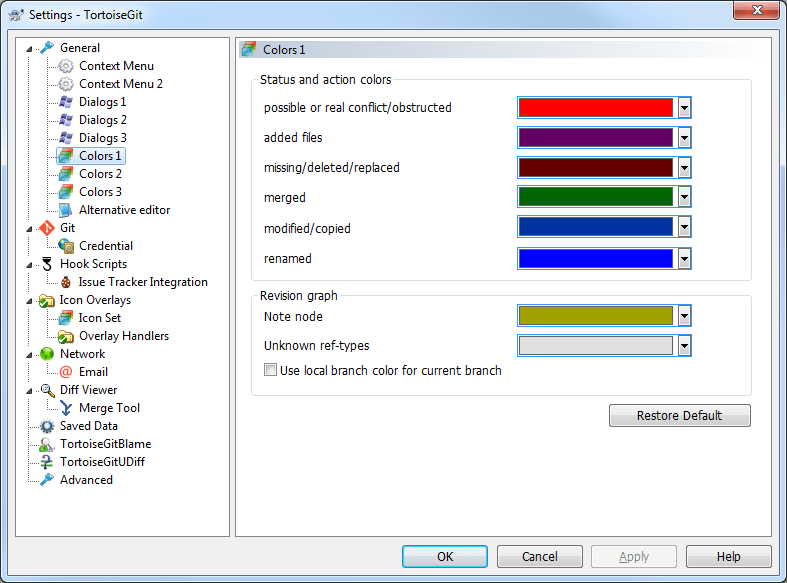 Settings - TortoiseGit
General
Context Menu
Context Menu 2
Dialogs 1
Dialogs 2
Dialogs 3
Colors 1
Colors 2
Colors 3
Alternative editor
Git
Credential
Hook Scripts
Issue Tracker Integration
Icon Overlays
Icon Set
Overlay Handlers
Network
Email
Diff Viewer
Merge Tool
Saved Data
TortoiseGitBlame
TortoiseGitUDiff
Advanced
Colors 1
Status and action colors
possible or real conflict/obstructed
added files
missing/deleted/replaced
merged
modified/copied
renamed
Revision graph
Note node
Unknown ref-types
Use local branch color for current branch
Restore Default
OK
Cancel
Apply
Help